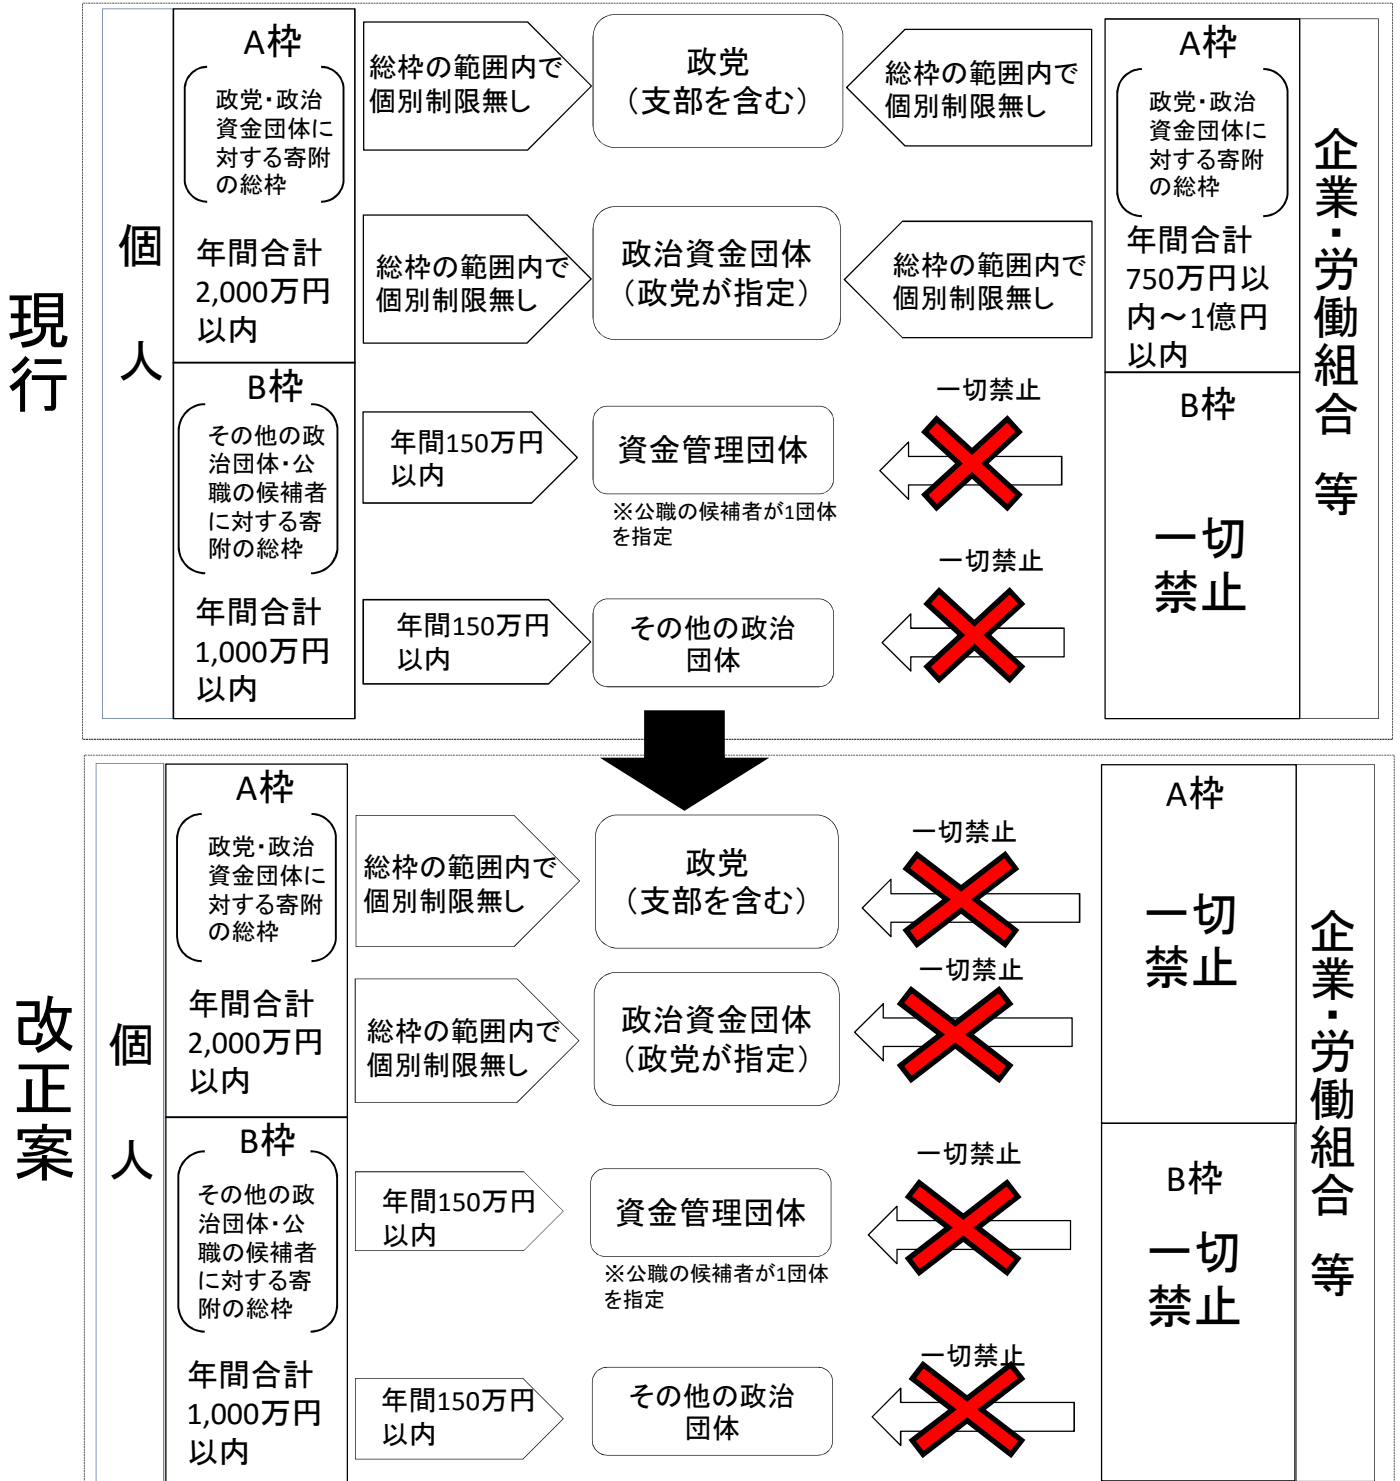 現行
個人
A枠
政党・政治
資金団体に
対する寄附
の総枠
年間合計
2,000万円
以内
B枠
その他の政
治団体・公
職の候補者
に対する寄
附の総枠
年間合計
1,000万円
以内
総枠の範囲内で
個別制限無し
総枠の範囲内で
個別制限無し
年間150万円
以内
年間150万円
以内
政党
（支部を含む）
政治資金団体
（政党が指定）
資金管理団体
※公職の候補者が1団体
を指定
その他の政治
団体
総枠の範囲内で
個別制限無し
総枠の範囲内で
個別制限無し
一切禁止
一切禁止
A枠
政党・政治
資金団体に
対する寄附
の総枠
年間合計
750万円以
内～1億円
以内
B枠
一切
禁止
企業・労働組合 等
改正案
個人
A枠
政党・政治
資金団体に
対する寄附
の総枠
年間合計
2,000万円
以内
B枠
その他の政
治団体・公
職の候補者
に対する寄
附の総枠
年間合計
1,000万円
以内
総枠の範囲内で
個別制限無し
総枠の範囲内で
個別制限無し
年間150万円
以内
年間150万円
以内
政党
（支部を含む）
政治資金団体
（政党が指定）
資金管理団体
※公職の候補者が1団体
を指定
その他の政治
団体
一切禁止
一切禁止
一切禁止
一切禁止
A枠
一切
禁止
B枠
一切
禁止
企業・労働組合 等